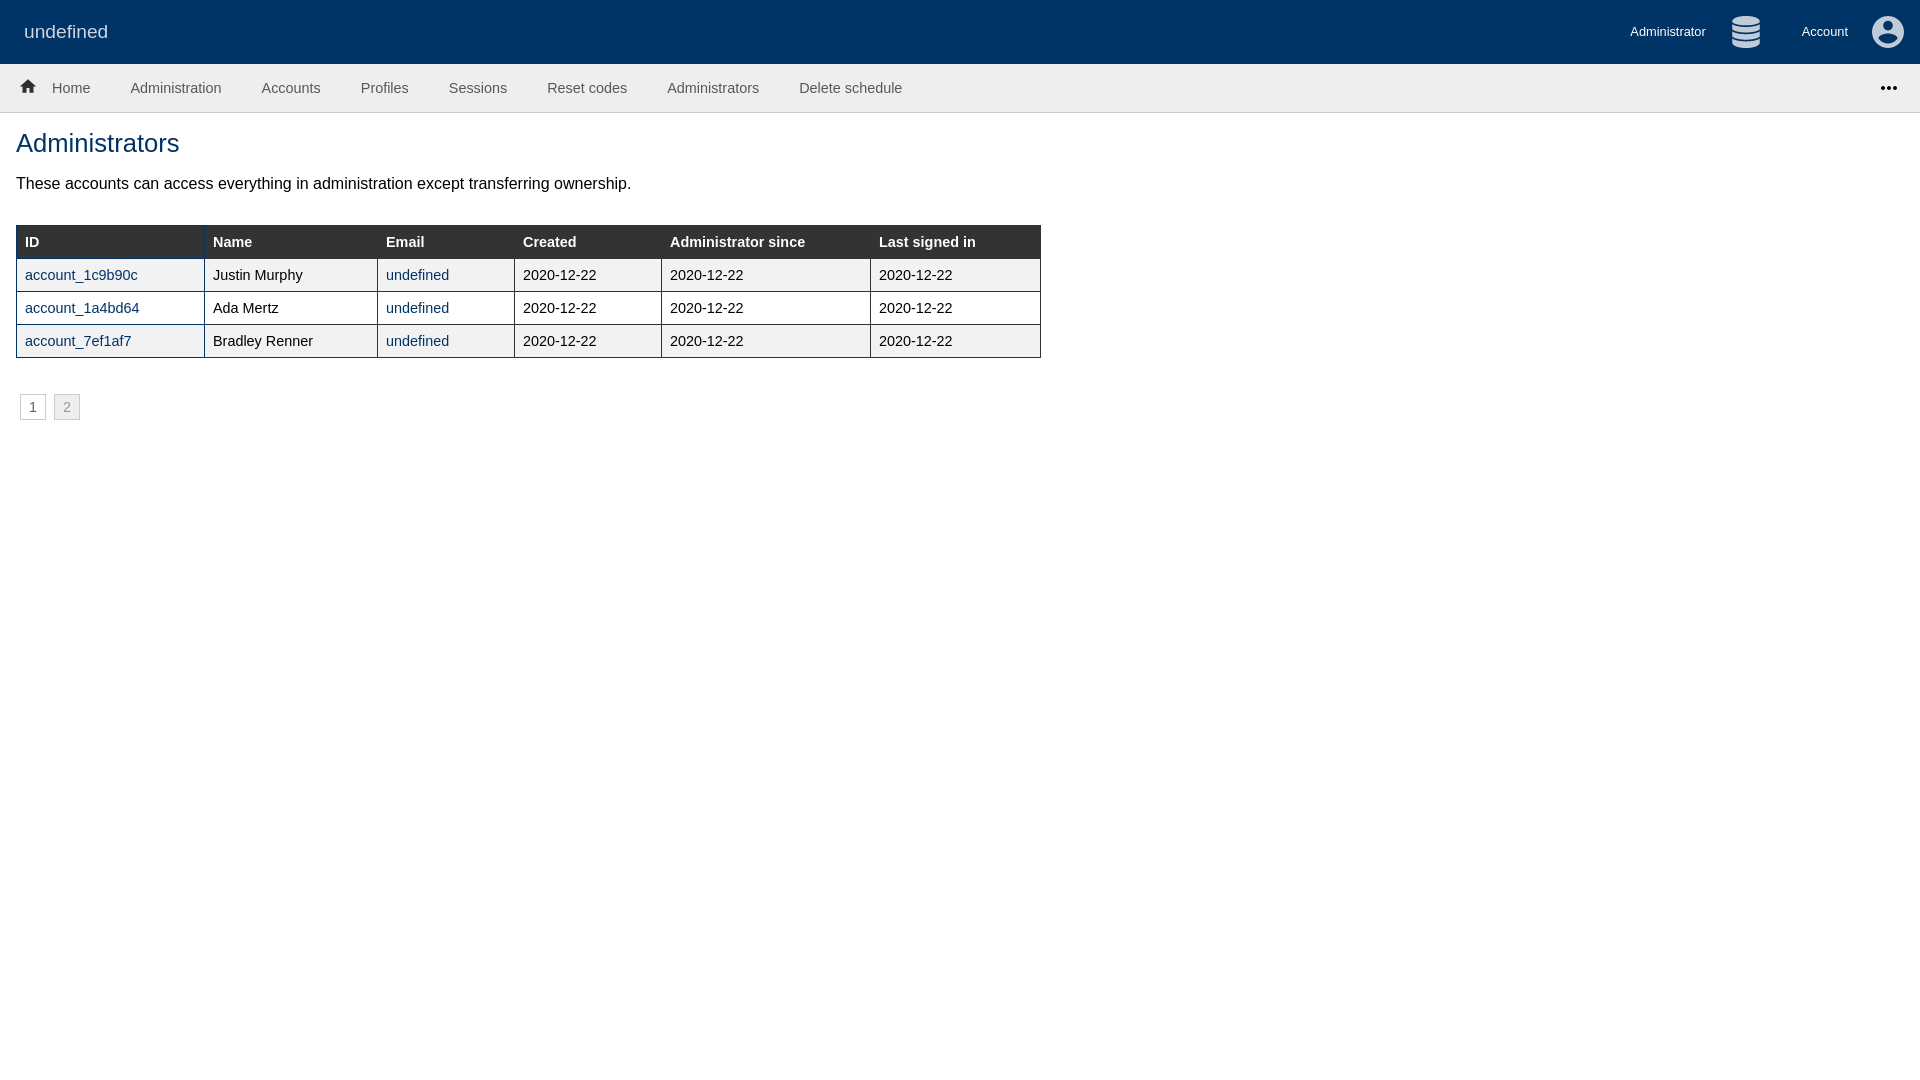 undefined Administrator Account
Home Administration Accounts Profiles Sessions Reset codes Administrators Delete schedule
Administrators
These accounts can access everything in administration except transferring ownership.
ID Name Email Created Administrator since Last signed in
account_1c9b90c Justin Murphy undefined 2020-12-22 2020-12-22 2020-12-22
account_1a4bd64 Ada Mertz undefined 2020-12-22 2020-12-22 2020-12-22
account_7ef1af7 Bradley Renner undefined 2020-12-22 2020-12-22 2020-12-22
1 2